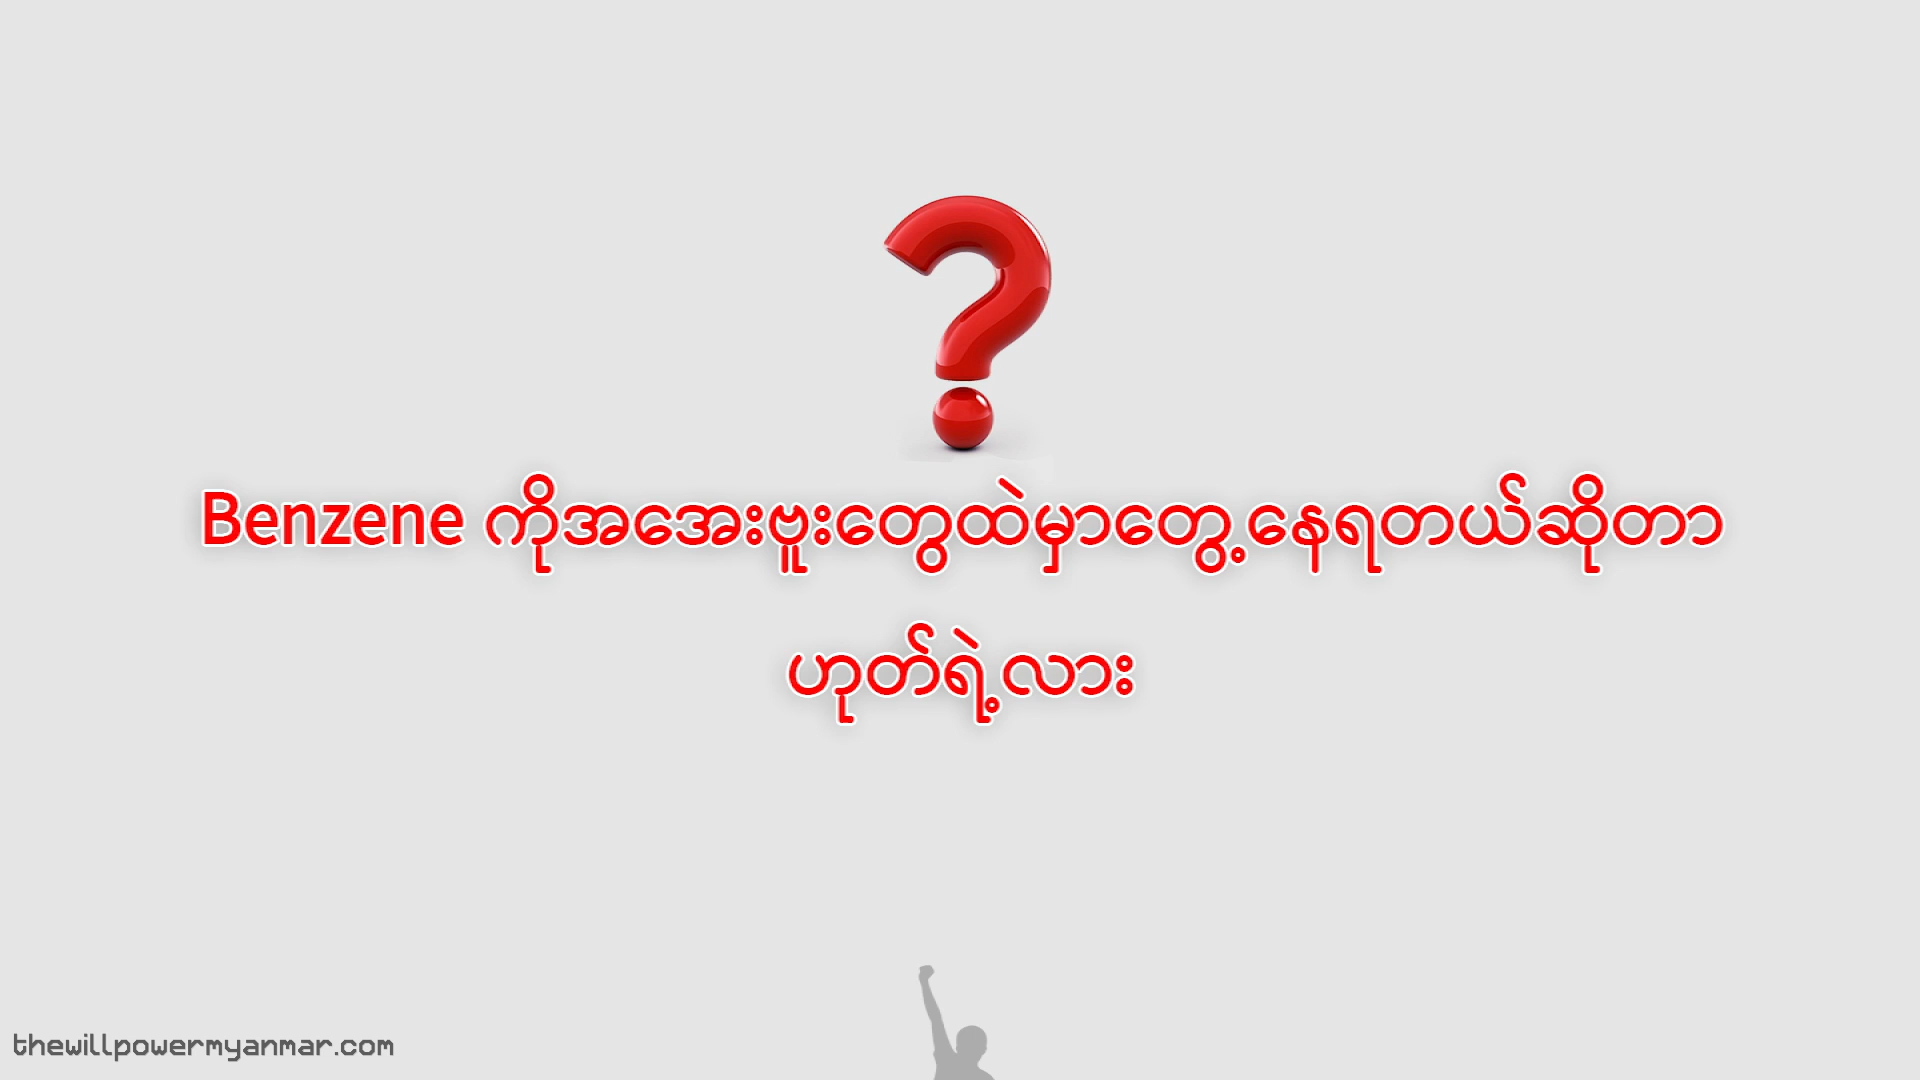 Benzene ကိုအအေးဗူးတွေထဲမှာတွေ့နေရတယ်ဆိုတာ
ဟုတ်ရဲ့လား
thewillpowermyanmar.com